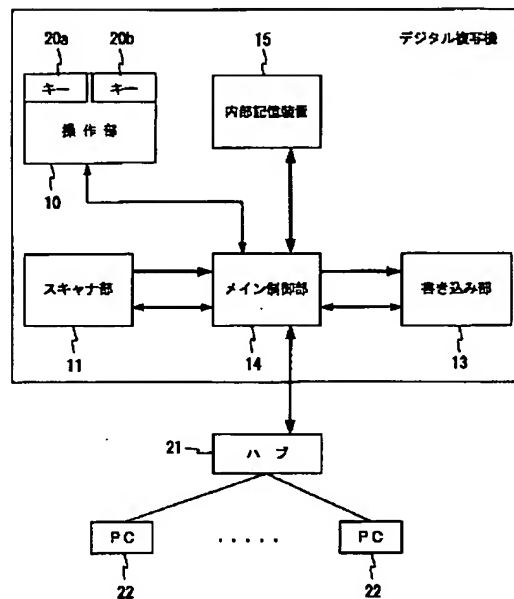 20a 20b
15
デジタル複写機
キー キー
操作部
内部記憶装置
10
スキャナ部
メイン制御部
書き込み部
11
14
13
21
ハブ
PC
.....
PC
22
22